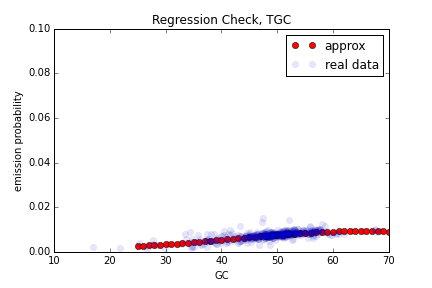 Regression Check, TGC
0.10
0.08
0.06
0.04
0.02
0.00
emission probability
approx
real data
10 20 30 40 50 60 70
GC